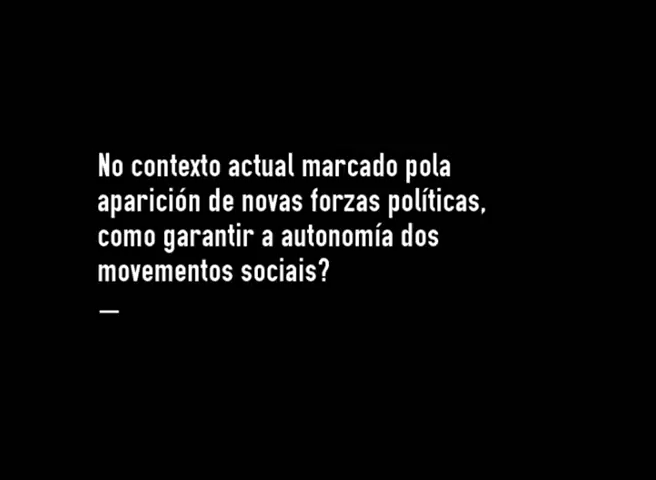 No contexto actual marcado pola
aparición de novas forzas políticas,
como garantir a autonomía dos
movementos sociais?
—